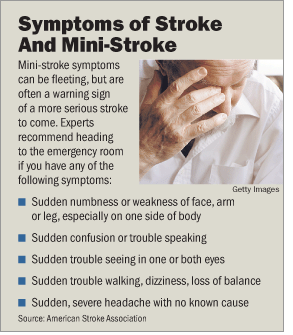 Symptoms of Stroke
And Mini-Stroke
Mini-stroke symptoms
can be fleeting, but are
often a warning sign
of a more serious stroke
to come. Experts
recommend heading
to the emergency room
if you have any of the
following symptoms:
Getty Images
■ Sudden numbness or weakness of face, arm
or leg, especially on one side of body
■ Sudden confusion or trouble speaking
■ Sudden trouble seeing in one or both eyes
■ Sudden trouble walking, dizziness, loss of balance
■ Sudden, severe headache with no known cause
Source: American Stroke Association